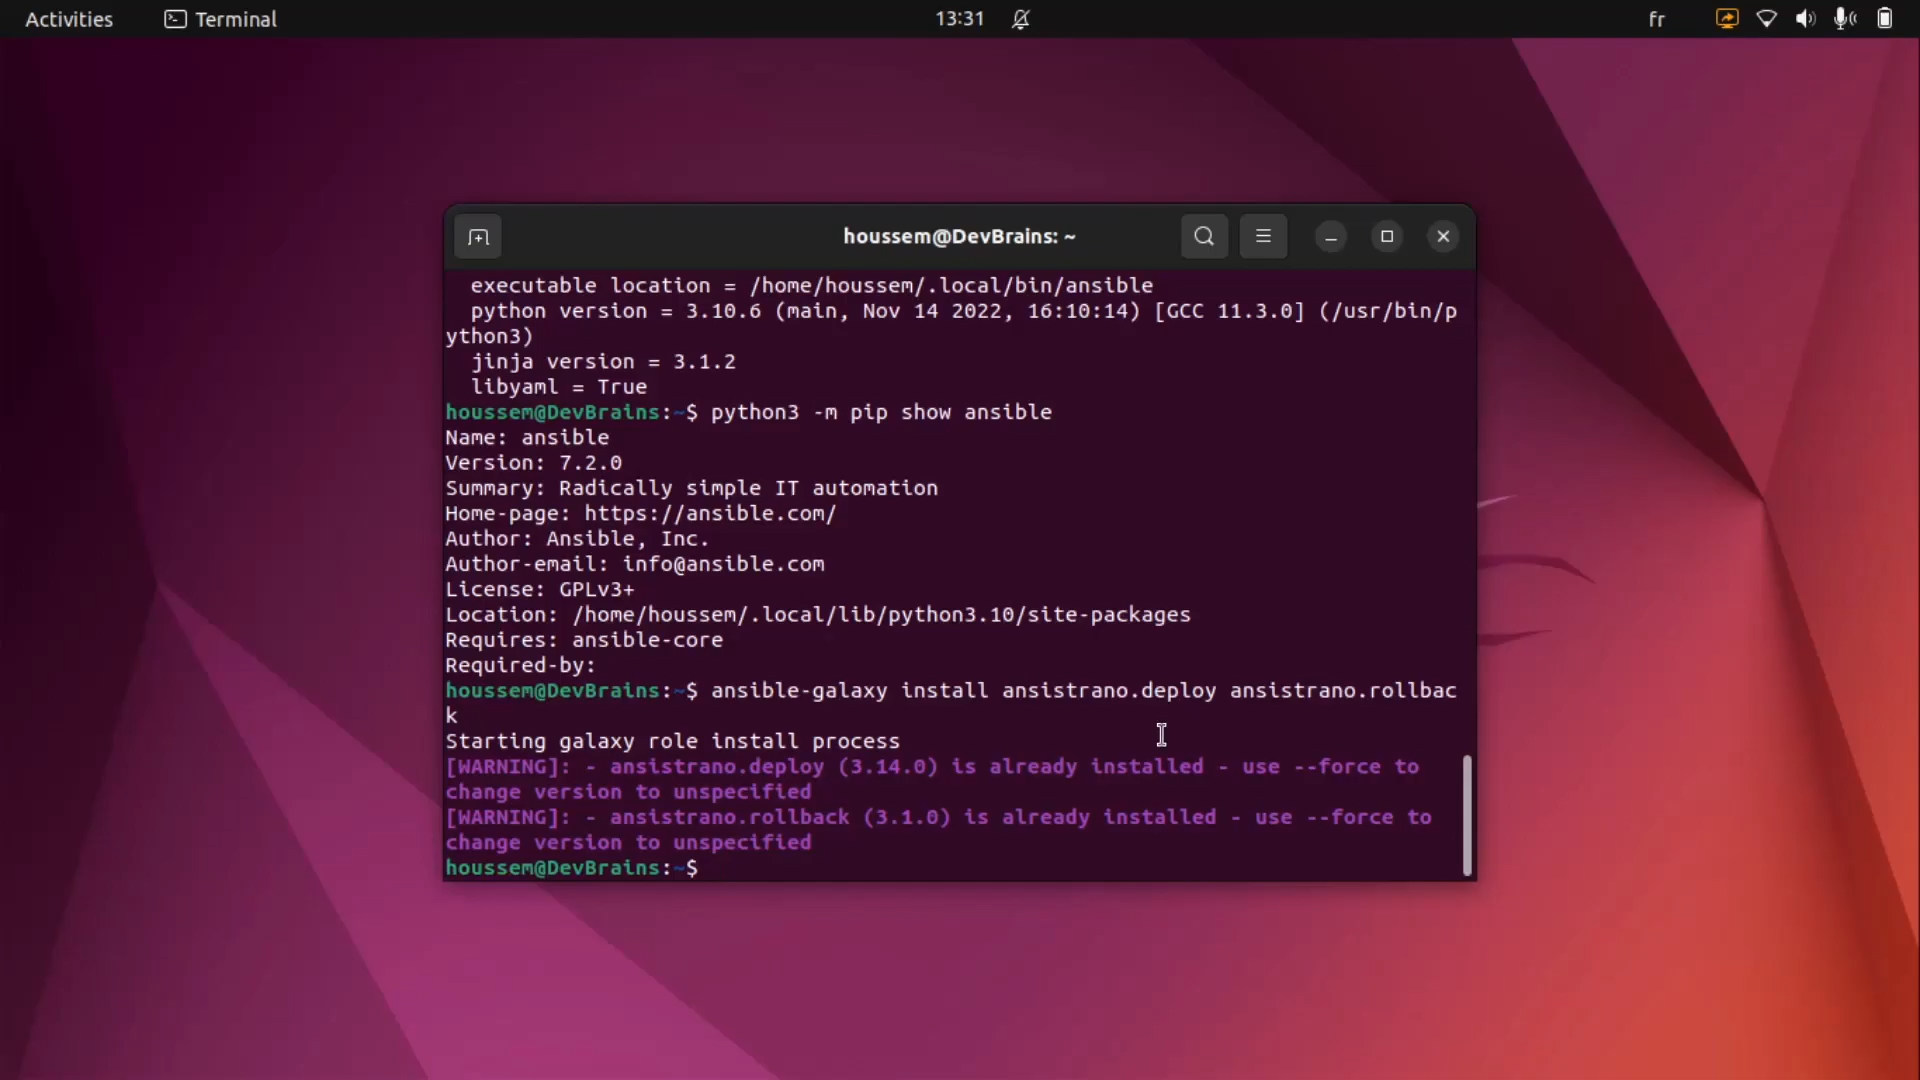 Activities Terminal 13:31 fr
houssem@DevBrains: ~
executable location = /home/houssem/.local/bin/ansible
python version = 3.10.6 (main, Nov 14 2022, 16:10:14) [GCC 11.3.0] (/usr/bin/p
ython3)
jinja version = 3.1.2
libyaml = True
houssem@DevBrains:~$ python3 -m pip show ansible
Name: ansible
Version: 7.2.0
Summary: Radically simple IT automation
Home-page: https://ansible.com/
Author: Ansible, Inc.
Author-email: info@ansible.com
License: GPLv3+
Location: /home/houssem/.local/lib/python3.10/site-packages
Requires: ansible-core
Required-by:
houssem@DevBrains:~$ ansible-galaxy install ansistrano.deploy ansistrano.rollbac
k
Starting galaxy role install process
[WARNING]: - ansistrano.deploy (3.14.0) is already installed - use --force to
change version to unspecified
[WARNING]: - ansistrano.rollback (3.1.0) is already installed - use --force to
change version to unspecified
houssem@DevBrains:~$